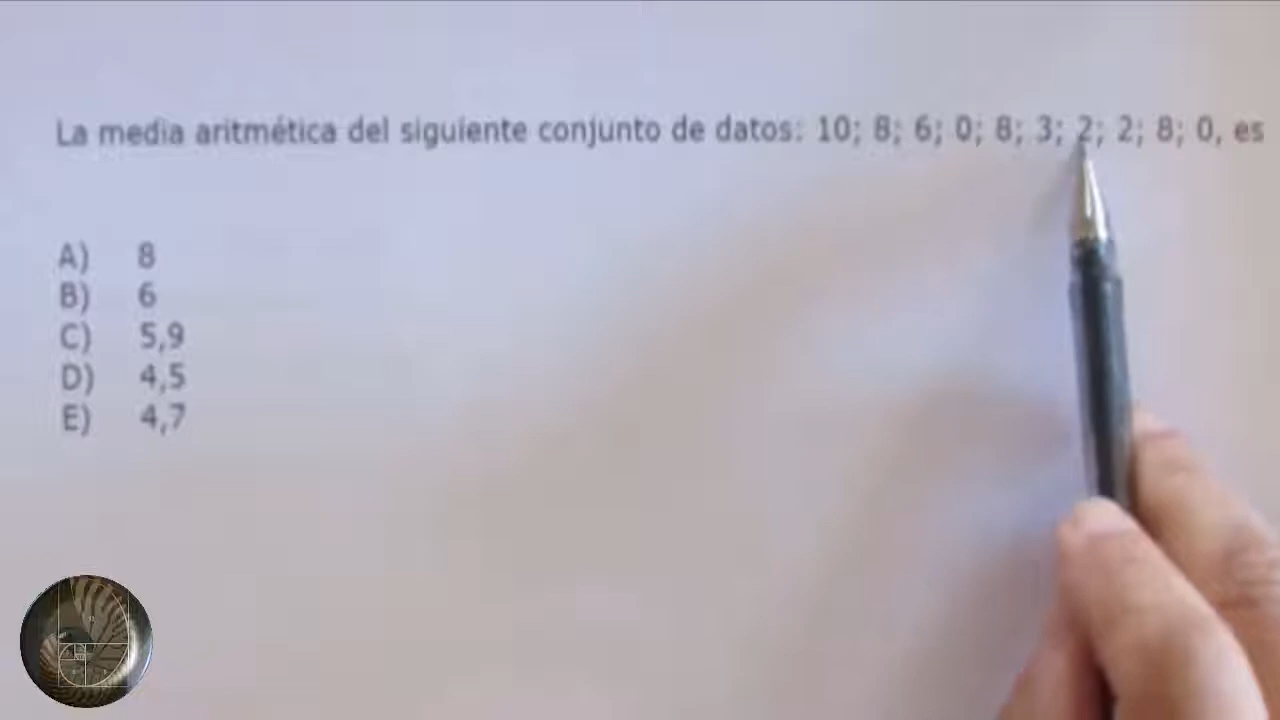 La media aritmética del siguiente conjunto de datos: 10; 8; 6; 0; 8; 3; 2; 2; 8; 0, es
A) 8
B) 6
C) 5,9
D) 4,5
E) 4,7